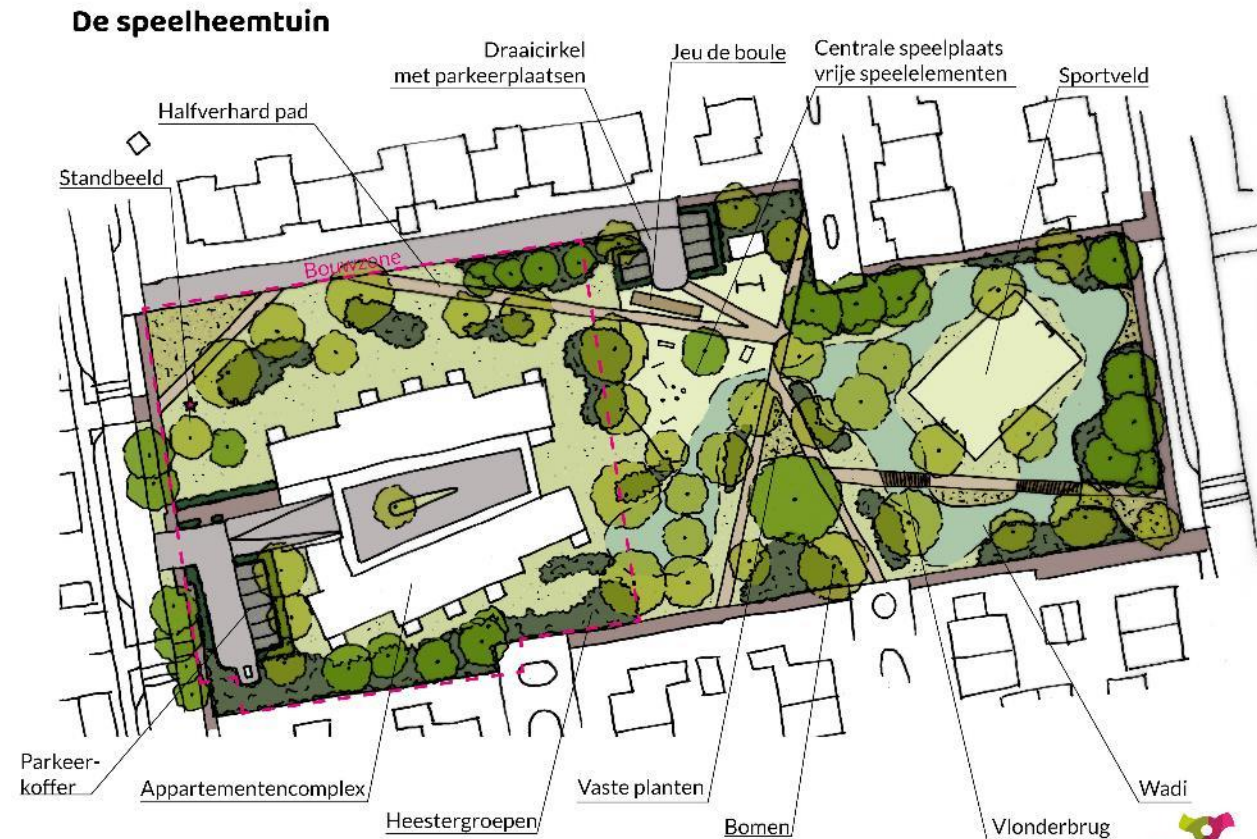 De speelheemtuin
Draaicirkel
met parkeerplaatsen
Jeu de boule
Centrale speelplaats
vrije speelelementen
Sportveld
Halfverhard pad
Standbeeld
Bouwzone
Parkeer-
koffer
Appartementencomplex
Heestergroepen
Vaste planten
Bomen
Vlonderbrug
Wadi